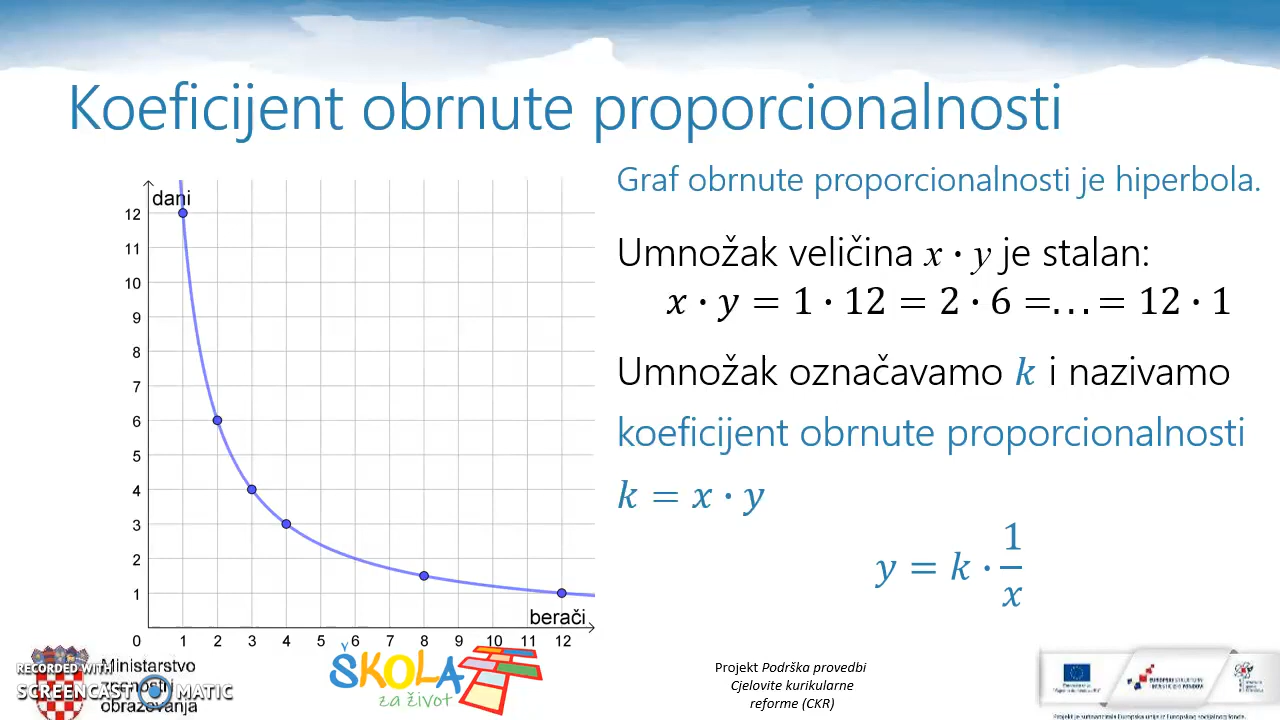 Koeficijent obrnute proporcionalnosti
Graf obrnute proporcionalnosti je hiperbola.
Umnožak veličina x · y je stalan:
x · y = 1 · 12 = 2 · 6 =…= 12 · 1
Umnožak označavamo k i nazivamo
koeficijent obrnute proporcionalnosti
k = x · y
y = k · 1/x
dani
12
11
10
9
8
7
6
5
4
3
2
1
berači
0 1 2 3 4 5 6 7 8 9 10 11 12
RECORDED WITH
SCREENCAST MATIC
Ministarstvo
znanosti
obrazovanja
ŠKOLA
za život
Projekt Podrška provedbi
Cjelovite kurikularne
reforme (CKR)